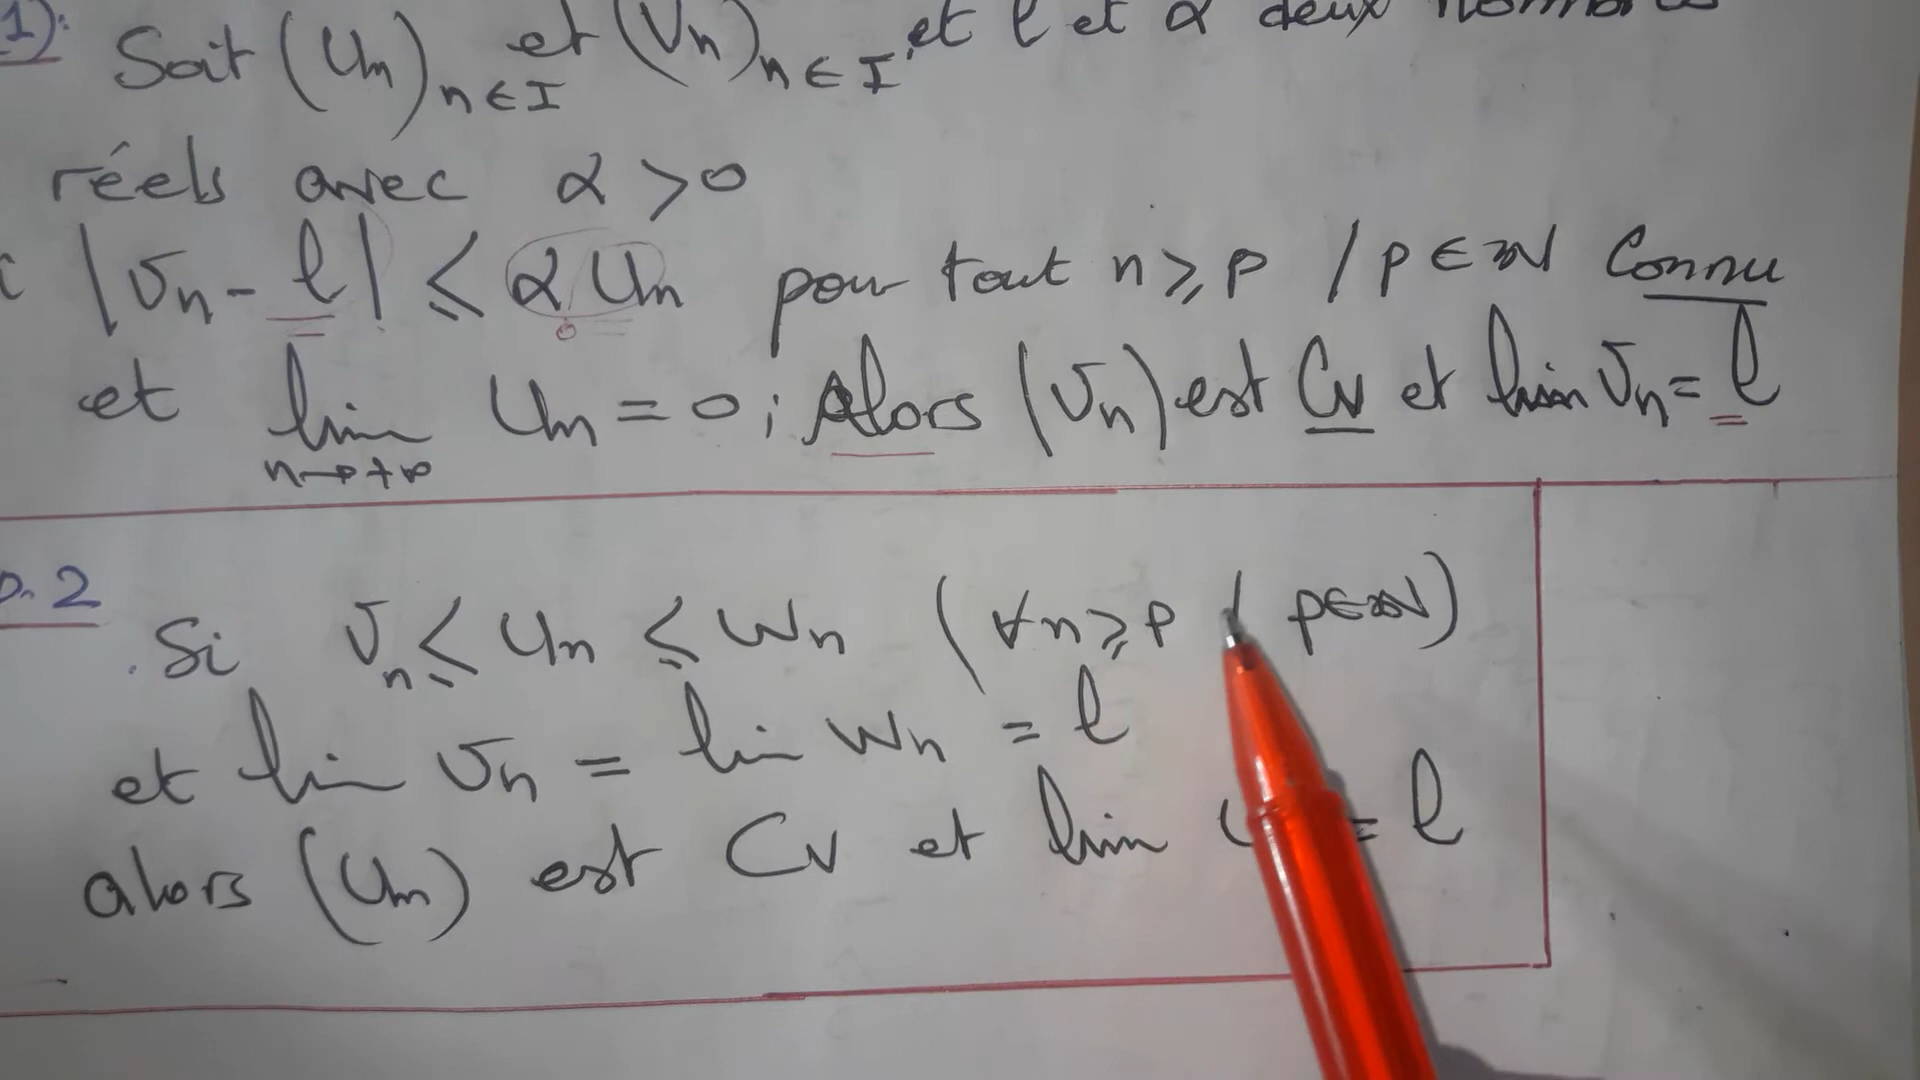 1): Soit (Un)n∈I et (Vn)n∈I, et l et α deux nombres
réels avec α > 0
|Vn - l| ≤ α Un pour tout n ≥ p / p ∈ ℕ Connu
et lim Un = 0 ; Alors (Vn) est Cv et lim Vn = l
n→+∞
p. 2
Si Vn ≤ Un ≤ Wn (∀n ≥ p / p ∈ ℕ)
et lim Vn = lim Wn = l
alors (Un) est Cv et lim = l